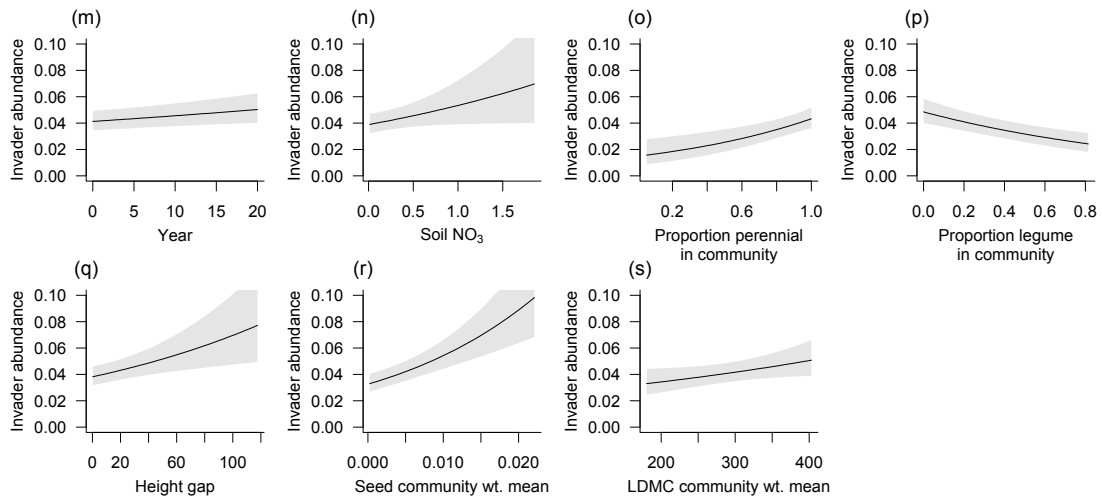 (m) (n) (o) (p)
Invader abundance Invader abundance Invader abundance Invader abundance
0.10 0.10 0.10 0.10
0.08 0.08 0.08 0.08
0.06 0.06 0.06 0.06
0.04 0.04 0.04 0.04
0.02 0.02 0.02 0.02
0.00 0.00 0.00 0.00
0 5 10 15 20 0.0 0.5 1.0 1.5 0.2 0.6 1.0 0.0 0.2 0.4 0.6 0.8
Year Soil NO₃ Proportion perennial Proportion legume
in community in community
(q) (r) (s)
Invader abundance Invader abundance Invader abundance
0.10 0.10 0.10
0.08 0.08 0.08
0.06 0.06 0.06
0.04 0.04 0.04
0.02 0.02 0.02
0.00 0.00 0.00
0 20 60 100 0.000 0.010 0.020 200 300 400
Height gap Seed community wt. mean LDMC community wt. mean